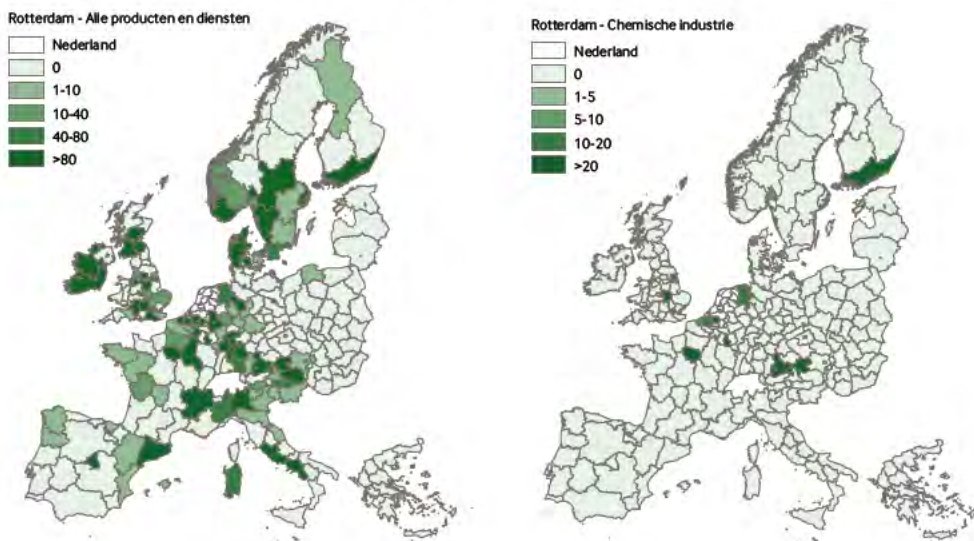 Rotterdam - Alle producten en diensten
Nederland
0
1-10
10-40
40-80
>80
Rotterdam - Chemische industrie
Nederland
0
1-5
5-10
10-20
>20